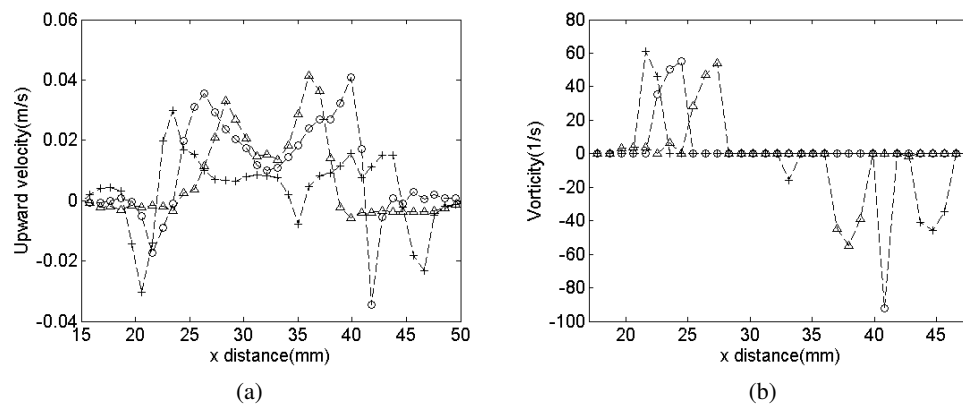 0.06
0.04
0.02
0
-0.02
-0.04
Upward velocity(m/s)
15 20 25 30 35 40 45 50
x distance(mm)
(a)
80
60
40
20
0
-20
-40
-60
-80
-100
Vorticity(1/s)
20 25 30 35 40 45
x distance(mm)
(b)